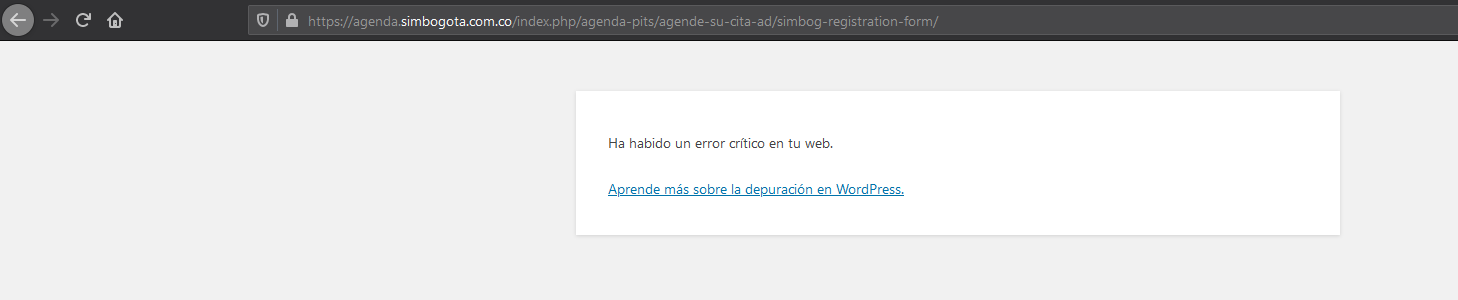 https://agenda.simbogota.com.co/index.php/agenda-pits/agende-su-cita-ad/simbog-registration-form/
Ha habido un error crítico en tu web.
Aprende más sobre la depuración en WordPress.